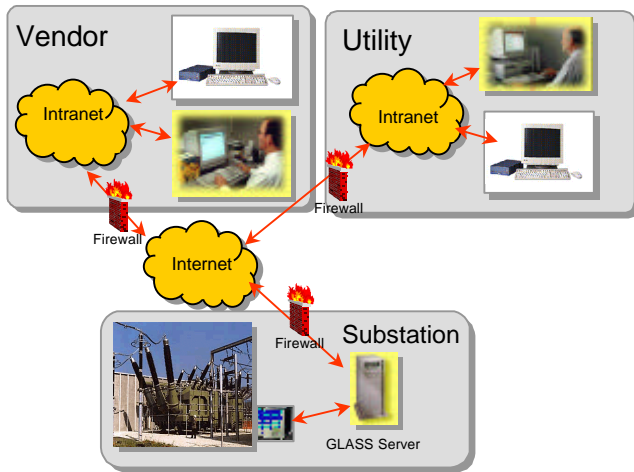 Vendor
Utility
Intranet
Intranet
Firewall
Firewall
Internet
Firewall
Substation
GLASS Server